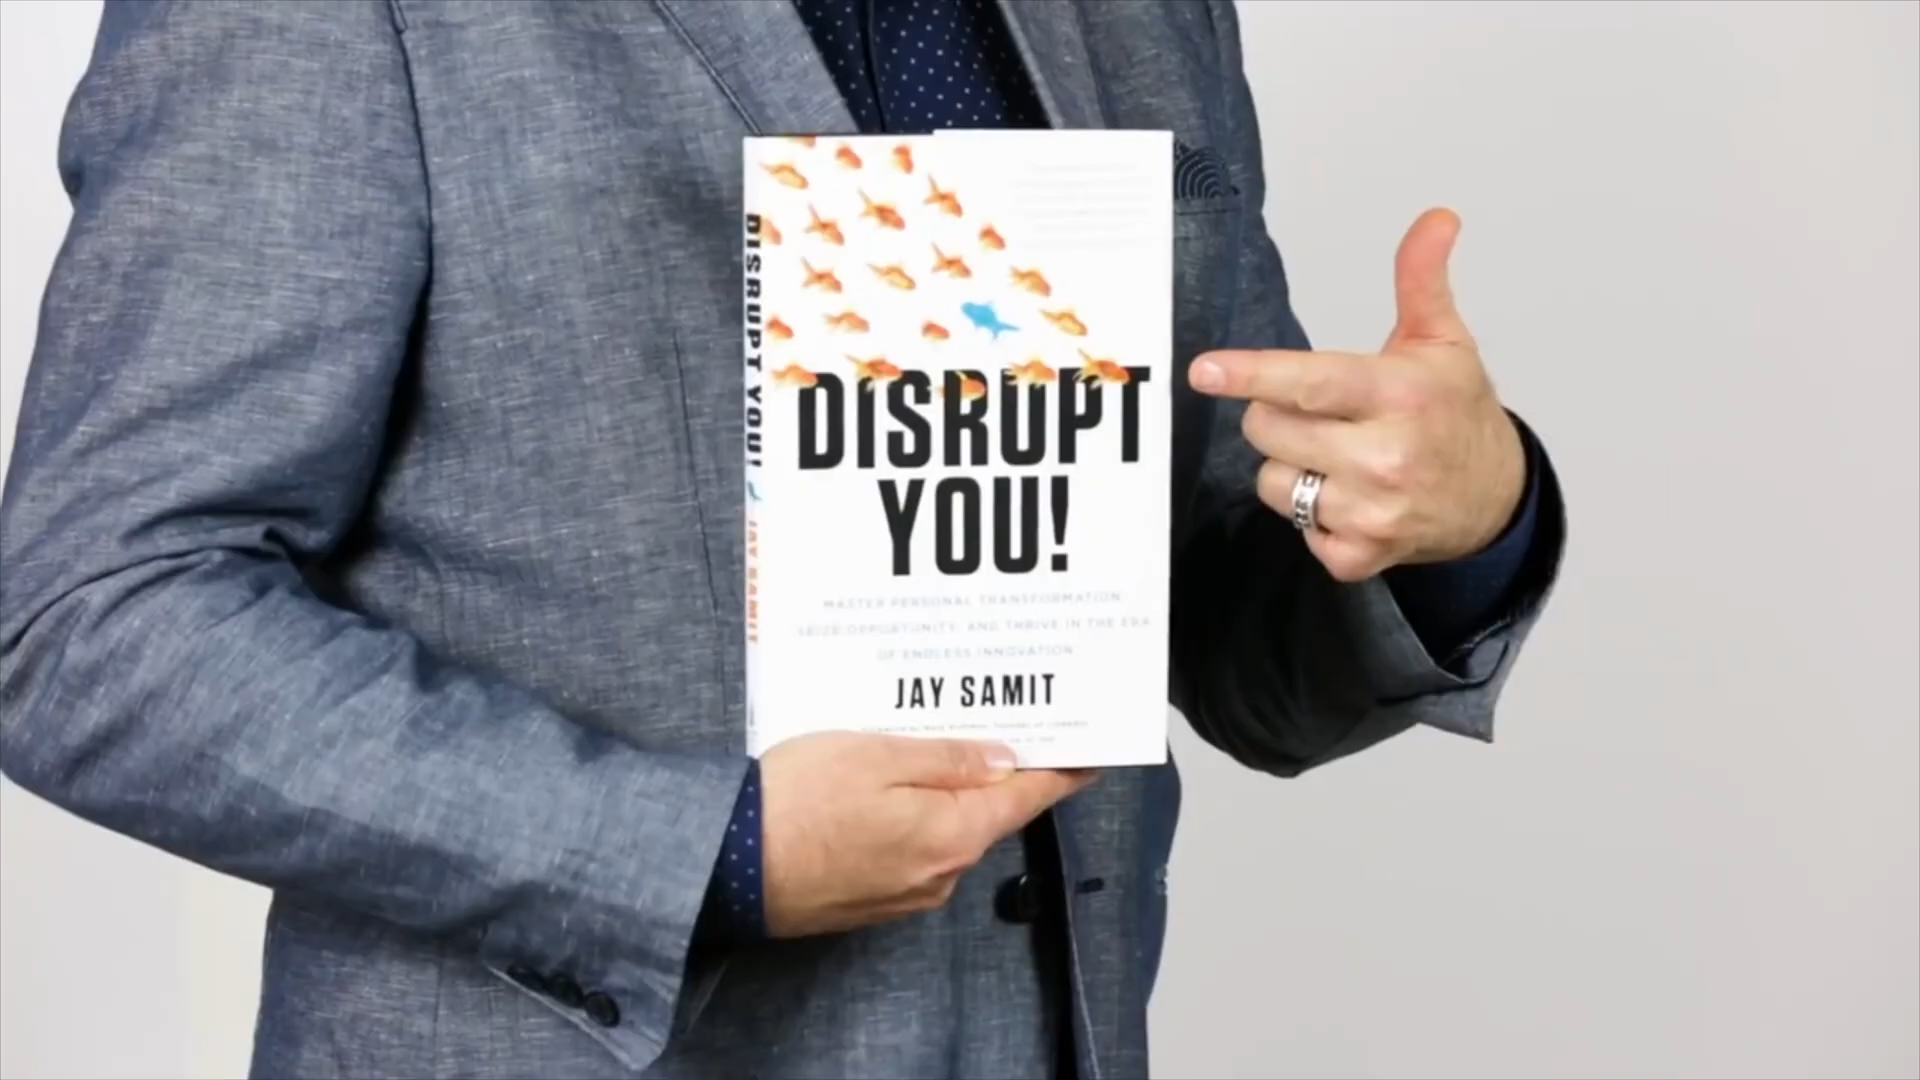 DISRUPT YOU! JAY SAMIT
DISRUPT
YOU!
MASTER PERSONAL TRANSFORMATION,
SEIZE OPPORTUNITY, AND THRIVE IN THE ERA
OF ENDLESS INNOVATION
JAY SAMIT